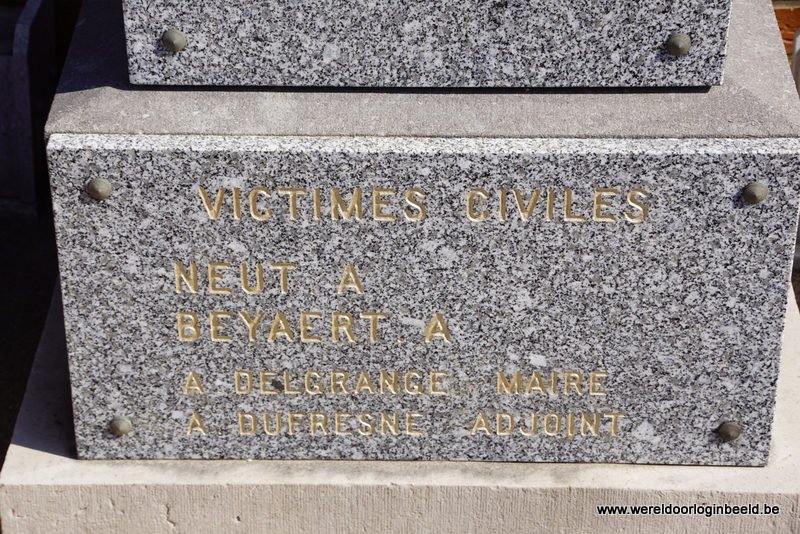 VICTIMES CIVILES
NEUT. A
BEYAERT. A
A DELGRANGE - MAIRE
A DUFRESNE ADJOINT
www.wereldoorloginbeeld.be